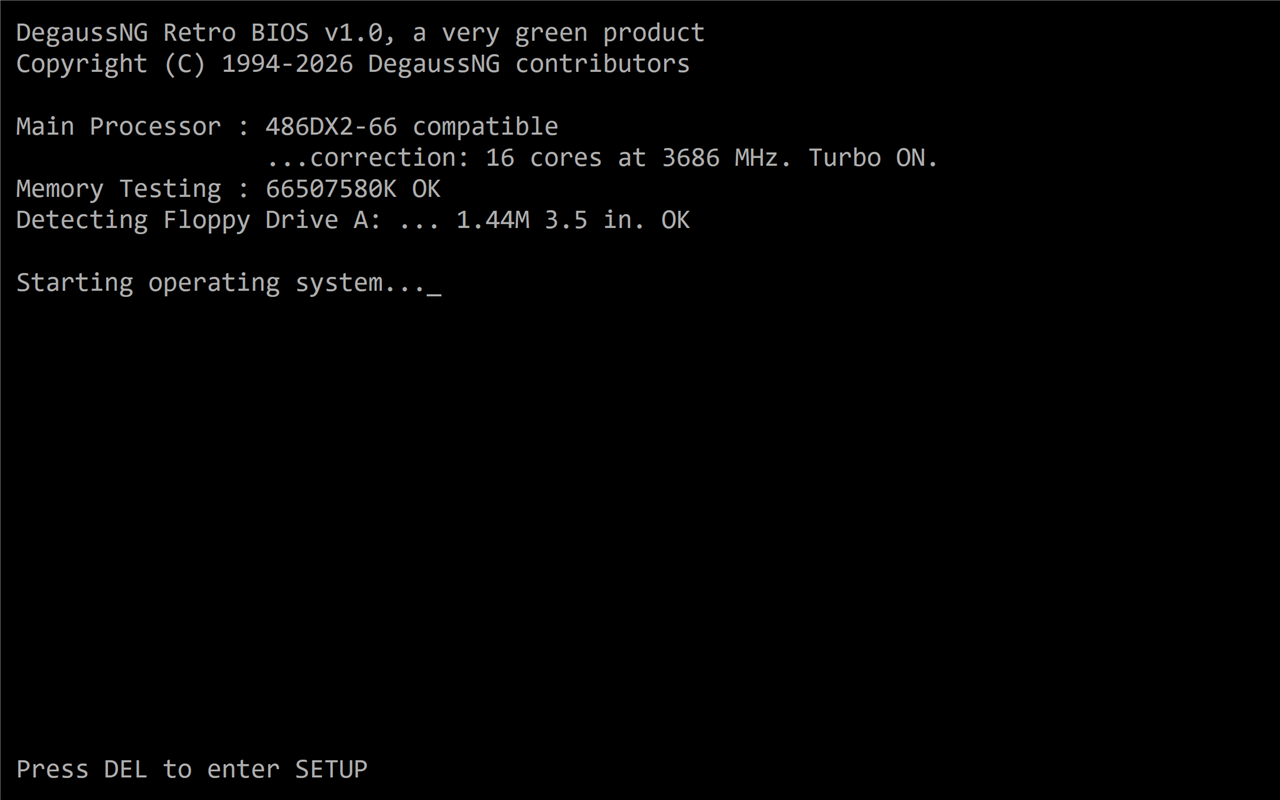 DegaussNG Retro BIOS v1.0, a very green product
Copyright (C) 1994-2026 DegaussNG contributors
Main Processor : 486DX2-66 compatible
...correction: 16 cores at 3686 MHz. Turbo ON.
Memory Testing : 66507580K OK
Detecting Floppy Drive A: ... 1.44M 3.5 in. OK
Starting operating system..._
Press DEL to enter SETUP